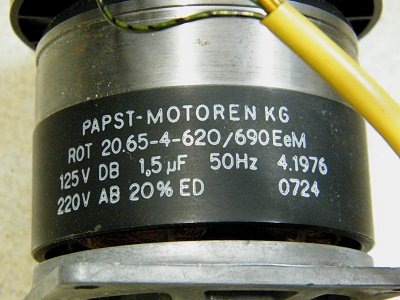 PAPST-MOTOREN KG
ROT 20.65-4-620/690EeM
125V DB 1,5µF 50Hz 4.1976
220V AB 20% ED 0724